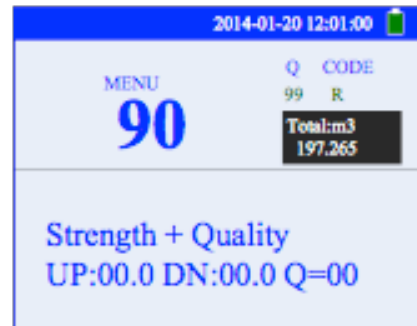 2014-01-20 12:01:00
MENU
90
Q CODE
99 R
Total:m3
197.265
Strength + Quality
UP:00.0 DN:00.0 Q=00